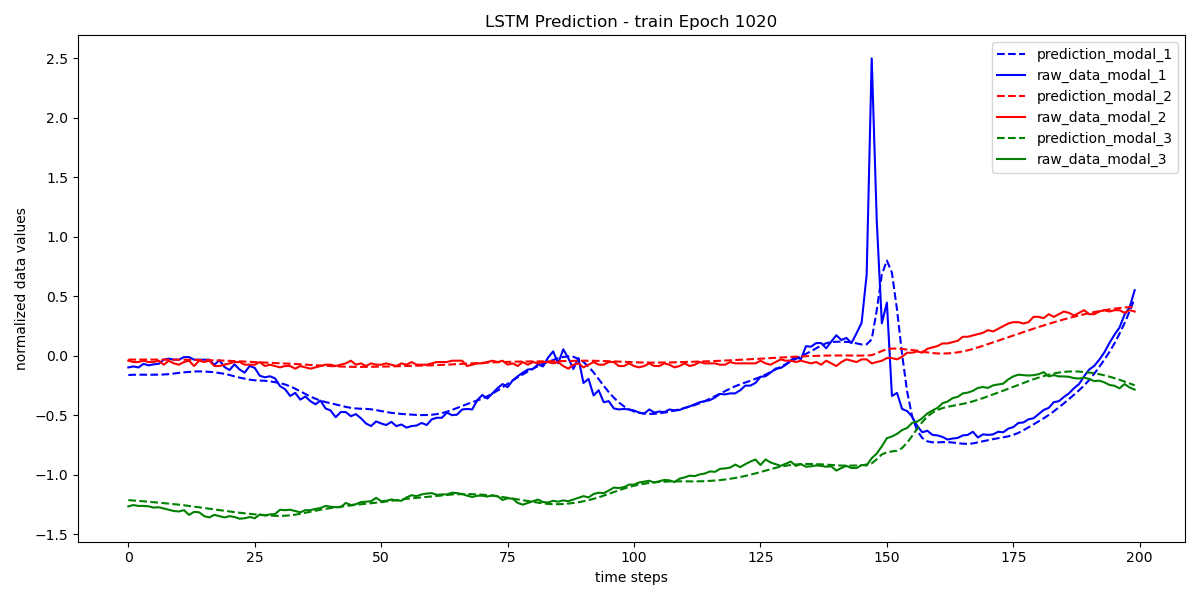 LSTM Prediction - train Epoch 1020
normalized data values
2.5
2.0
1.5
1.0
0.5
0.0
−0.5
−1.0
−1.5
prediction_modal_1
raw_data_modal_1
prediction_modal_2
raw_data_modal_2
prediction_modal_3
raw_data_modal_3
0 25 50 75 100 125 150 175 200
time steps